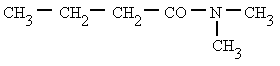 CH₃ — CH₂ — CH₂ — CO — N — CH₃
CH₃